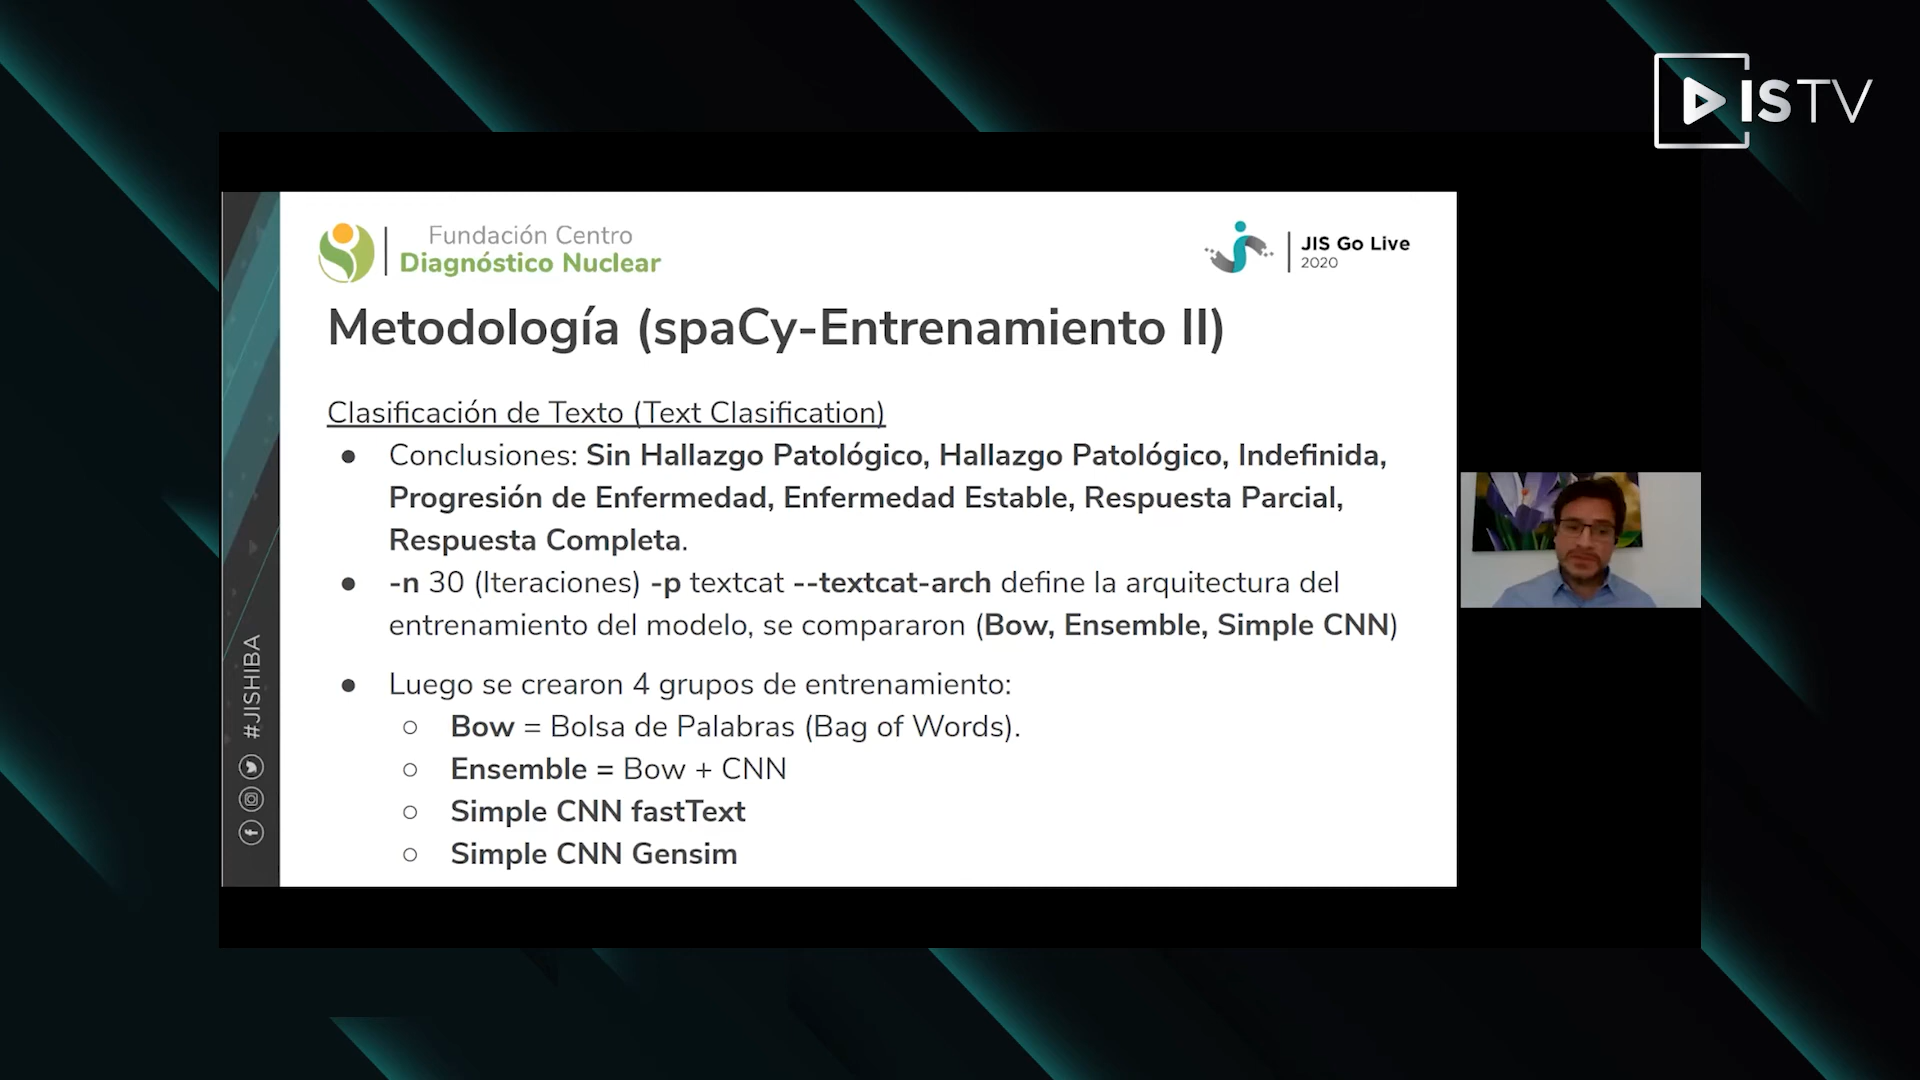 ISTV
Fundación Centro
Diagnóstico Nuclear
JIS Go Live
2020
Metodología (spaCy-Entrenamiento II)
Clasificación de Texto (Text Clasification)
● Conclusiones: Sin Hallazgo Patológico, Hallazgo Patológico, Indefinida,
Progresión de Enfermedad, Enfermedad Estable, Respuesta Parcial,
Respuesta Completa.
● -n 30 (Iteraciones) -p textcat --textcat-arch define la arquitectura del
entrenamiento del modelo, se compararon (Bow, Ensemble, Simple CNN)
● Luego se crearon 4 grupos de entrenamiento:
○ Bow = Bolsa de Palabras (Bag of Words).
○ Ensemble = Bow + CNN
○ Simple CNN fastText
○ Simple CNN Gensim
#JISHIBA